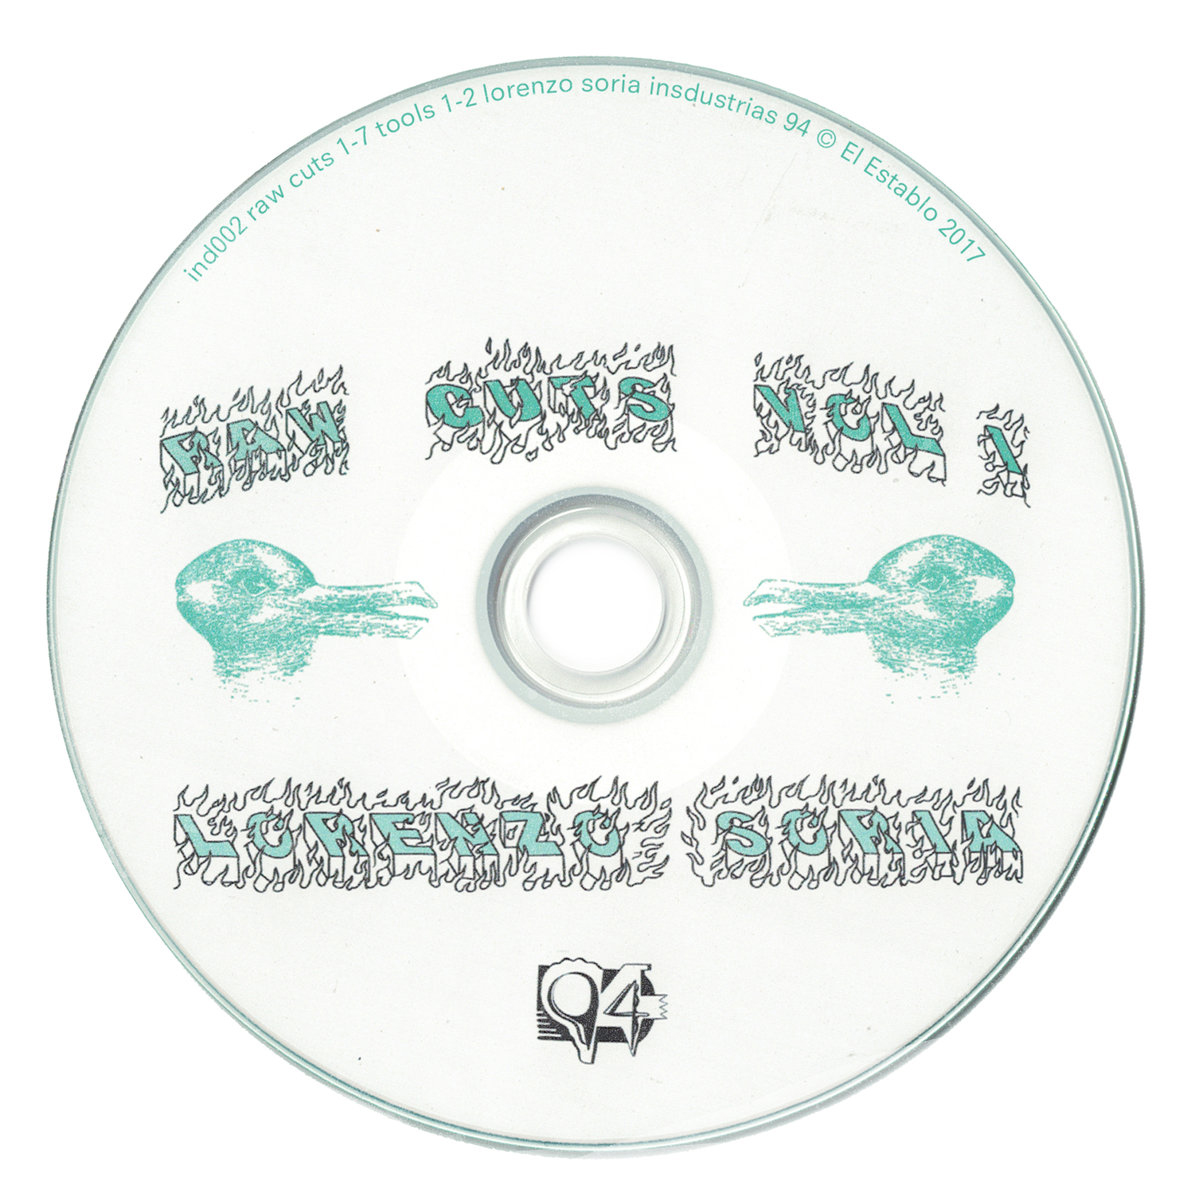 ind002 raw cuts 1-7 tools 1-2 lorenzo soria insdustrias 94 © El Establo 2017
RAW CUTS VOL 1
LORENZO SORIA
94